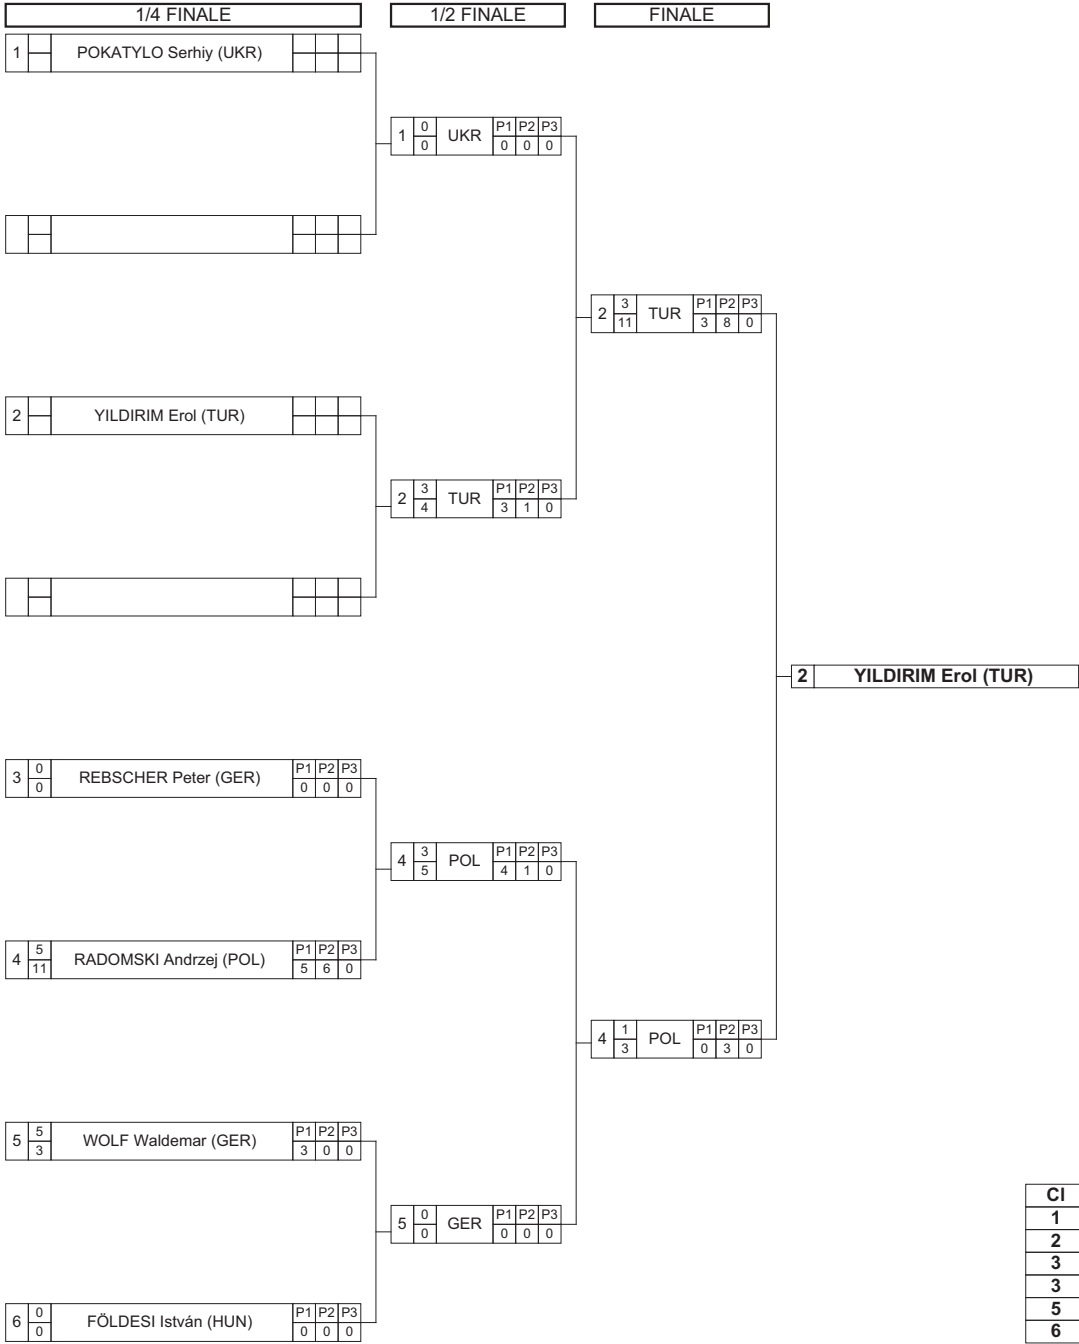 1/4 FINALE 1/2 FINALE FINALE
1 POKATYLO Serhiy (UKR)
1 0 0 UKR P1 P2 P3 0 0 0
2 3 11 TUR P1 P2 P3 3 8 0
2 YILDIRIM Erol (TUR)
2 3 4 TUR P1 P2 P3 3 1 0
2 YILDIRIM Erol (TUR)
3 0 0 REBSCHER Peter (GER) P1 P2 P3 0 0 0
4 3 5 POL P1 P2 P3 4 1 0
4 5 11 RADOMSKI Andrzej (POL) P1 P2 P3 5 6 0
4 1 3 POL P1 P2 P3 0 3 0
5 5 3 WOLF Waldemar (GER) P1 P2 P3 3 0 0
5 0 0 GER P1 P2 P3 0 0 0
6 0 0 FÖLDESI István (HUN) P1 P2 P3 0 0 0
Cl
1
2
3
3
5
6